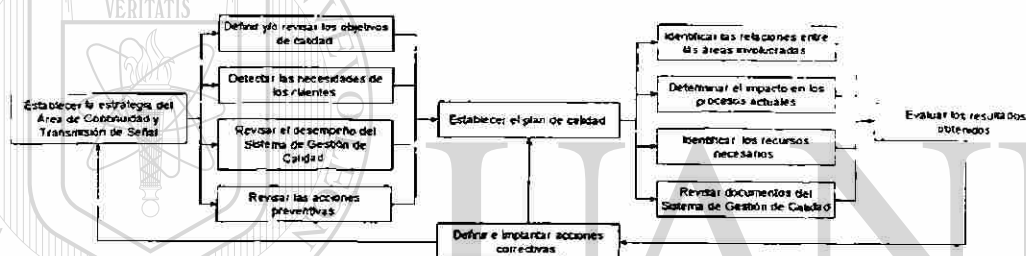 VERITATIS
UANL
Establecer la estrategia del
Área de Continuidad y
Transmisión de Señal
Definir y/o revisar los objetivos
de calidad
Detectar las necesidades de
los clientes
Revisar el desempeño del
Sistema de Gestión de
Calidad
Revisar las acciones
preventivas
Establecer el plan de calidad
Identificar las relaciones entre
las áreas involucradas
Determinar el impacto en los
procesos actuales
Identificar los recursos
necesarios
Revisar documentos del
Sistema de Gestión de Calidad
Evaluar los resultados
obtenidos
Definir e implantar acciones
correctivas